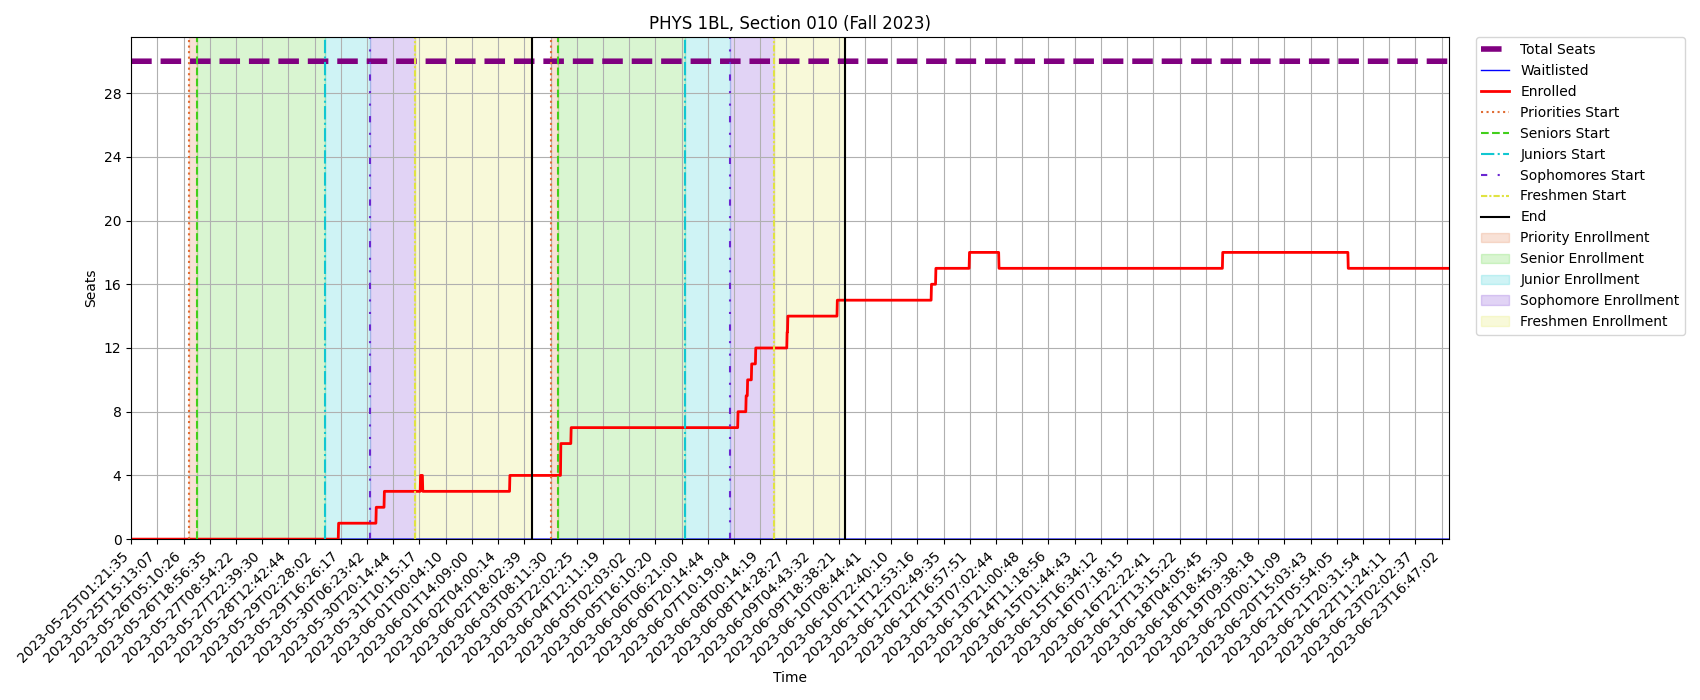 PHYS 1BL, Section 010 (Fall 2023)
Seats
28
24
20
16
12
8
4
0
2023-05-25T01:21:35
2023-05-25T15:13:07
2023-05-26T05:10:26
2023-05-26T18:56:35
2023-05-27T08:54:22
2023-05-27T22:39:30
2023-05-28T12:42:44
2023-05-29T02:28:02
2023-05-29T16:26:17
2023-05-30T06:23:42
2023-05-30T20:14:44
2023-05-31T10:15:17
2023-06-01T00:04:10
2023-06-01T14:09:00
2023-06-02T04:00:14
2023-06-02T18:02:39
2023-06-03T08:11:30
2023-06-03T22:02:25
2023-06-04T12:11:19
2023-06-05T02:03:02
2023-06-05T16:10:20
2023-06-06T06:21:00
2023-06-06T20:14:44
2023-06-07T10:19:04
2023-06-08T00:14:19
2023-06-08T14:28:27
2023-06-09T04:43:32
2023-06-09T18:38:21
2023-06-10T08:44:41
2023-06-10T22:40:10
2023-06-11T12:53:16
2023-06-12T02:49:35
2023-06-12T16:57:51
2023-06-13T07:02:44
2023-06-13T21:00:48
2023-06-14T11:18:56
2023-06-15T01:44:43
2023-06-15T16:34:12
2023-06-16T07:18:15
2023-06-16T22:22:41
2023-06-17T13:15:22
2023-06-18T04:05:45
2023-06-18T18:45:30
2023-06-19T09:38:18
2023-06-20T00:11:09
2023-06-20T15:03:43
2023-06-21T05:54:05
2023-06-21T20:31:54
2023-06-22T11:24:11
2023-06-23T02:02:37
2023-06-23T16:47:02
Time
Total Seats
Waitlisted
Enrolled
Priorities Start
Seniors Start
Juniors Start
Sophomores Start
Freshmen Start
End
Priority Enrollment
Senior Enrollment
Junior Enrollment
Sophomore Enrollment
Freshmen Enrollment